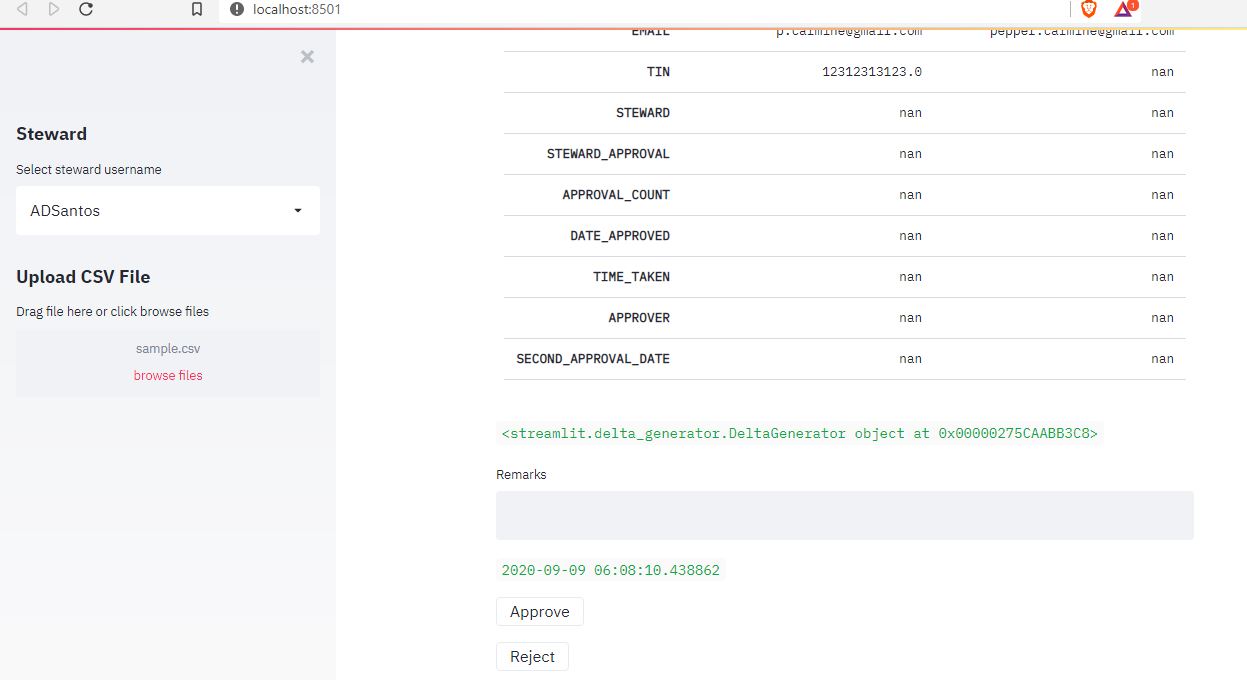 localhost:8501
1
EMAIL p.calmine@gmail.com pepper.calmine@gmail.com
TIN 12312313123.0 nan
STEWARD nan nan
STEWARD_APPROVAL nan nan
APPROVAL_COUNT nan nan
DATE_APPROVED nan nan
TIME_TAKEN nan nan
APPROVER nan nan
SECOND_APPROVAL_DATE nan nan
Steward
Select steward username
ADSantos
Upload CSV File
Drag file here or click browse files
sample.csv
browse files
<streamlit.delta_generator.DeltaGenerator object at 0x00000275CAABB3C8>
Remarks
2020-09-09 06:08:10.438862
Approve
Reject